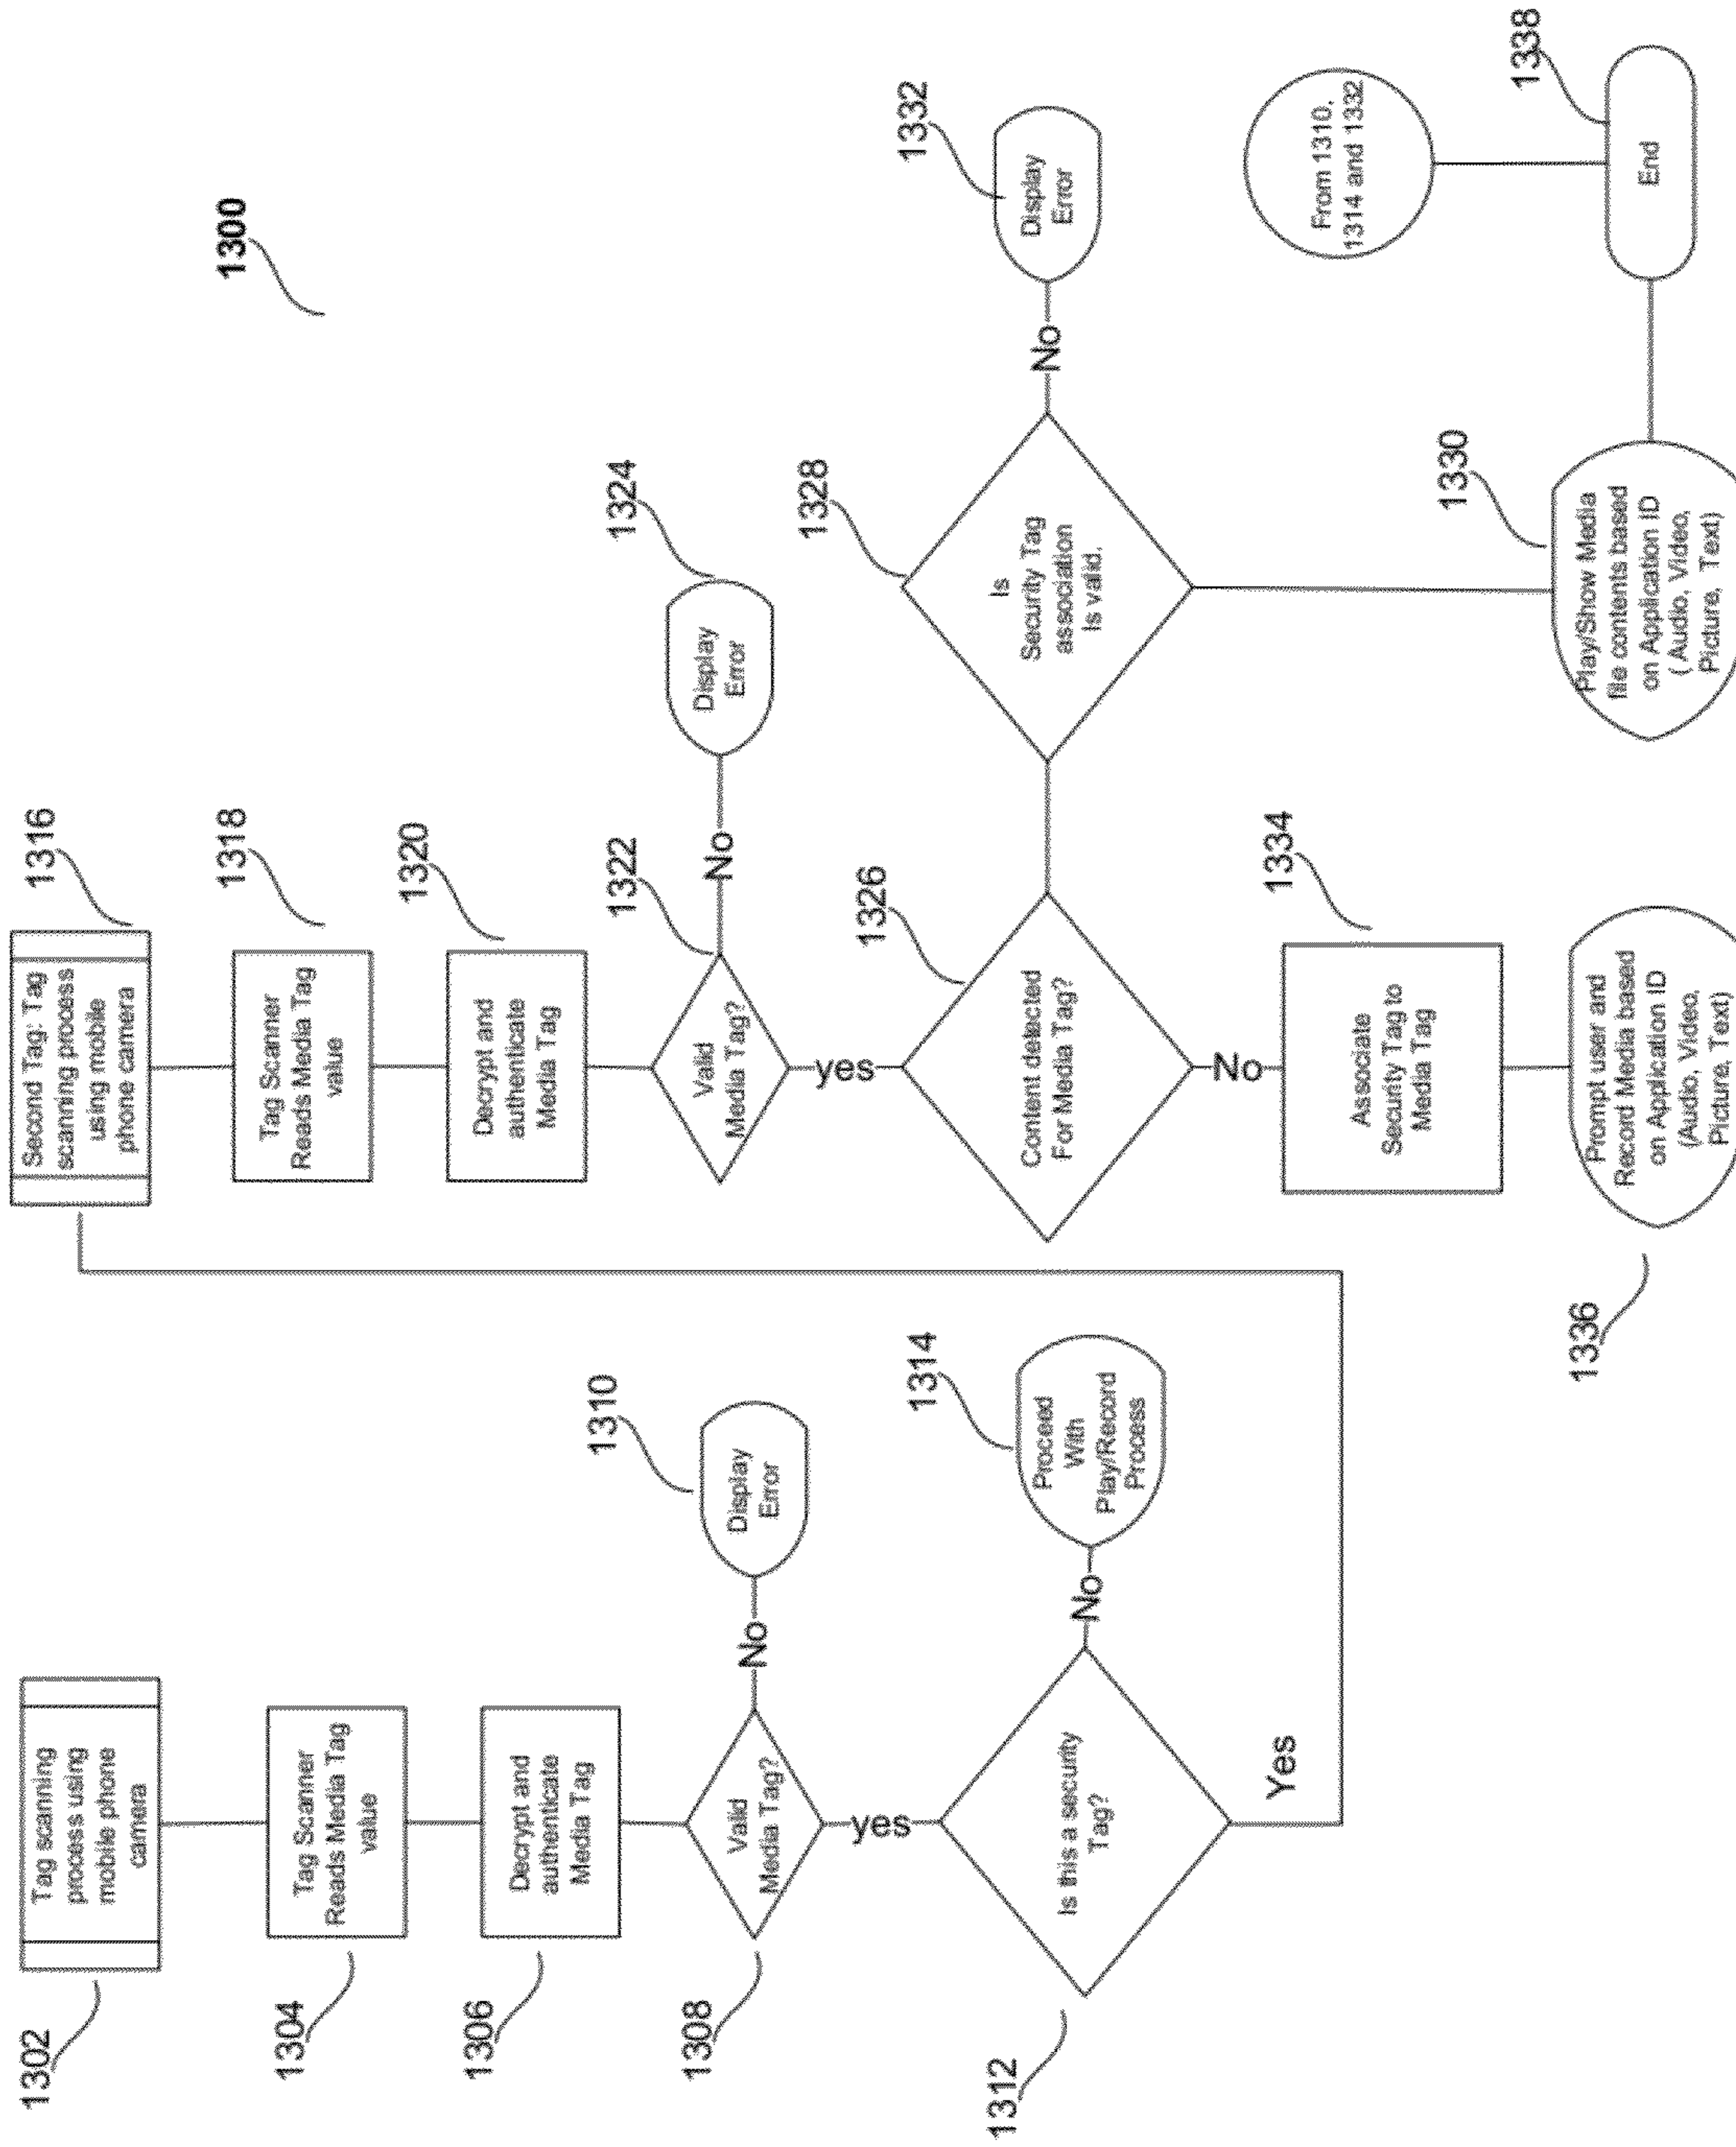 1300
1302
Tag scanning
process using
mobile phone
camera
1304
Tag Scanner
Reads Media Tag
value
1306
Decrypt and
authenticate
Media Tag
1308
Valid
Media Tag?
No
1310
Display
Error
yes
1312
Is this a security
Tag?
No
1314
Proceed
With
Play/Record
Process
Yes
1316
Second Tag: Tag
scanning process
using mobile
phone camera
1318
Tag Scanner
Reads Media Tag
value
1320
Decrypt and
authenticate
Media Tag
1322
Valid
Media Tag?
No
1324
Display
Error
yes
1326
Content detected
For Media Tag?
1328
Is
Security Tag
association
Is valid.
No
1332
Display
Error
No
1334
Associate
Security Tag to
Media Tag
1336
Prompt user and
Record Media based
on Application ID
(Audio, Video,
Picture, Text)
1330
Play/Show Media
file contents based
on Application ID
( Audio, Video,
Picture, Text)
From 1310,
1314 and 1332
1338
End